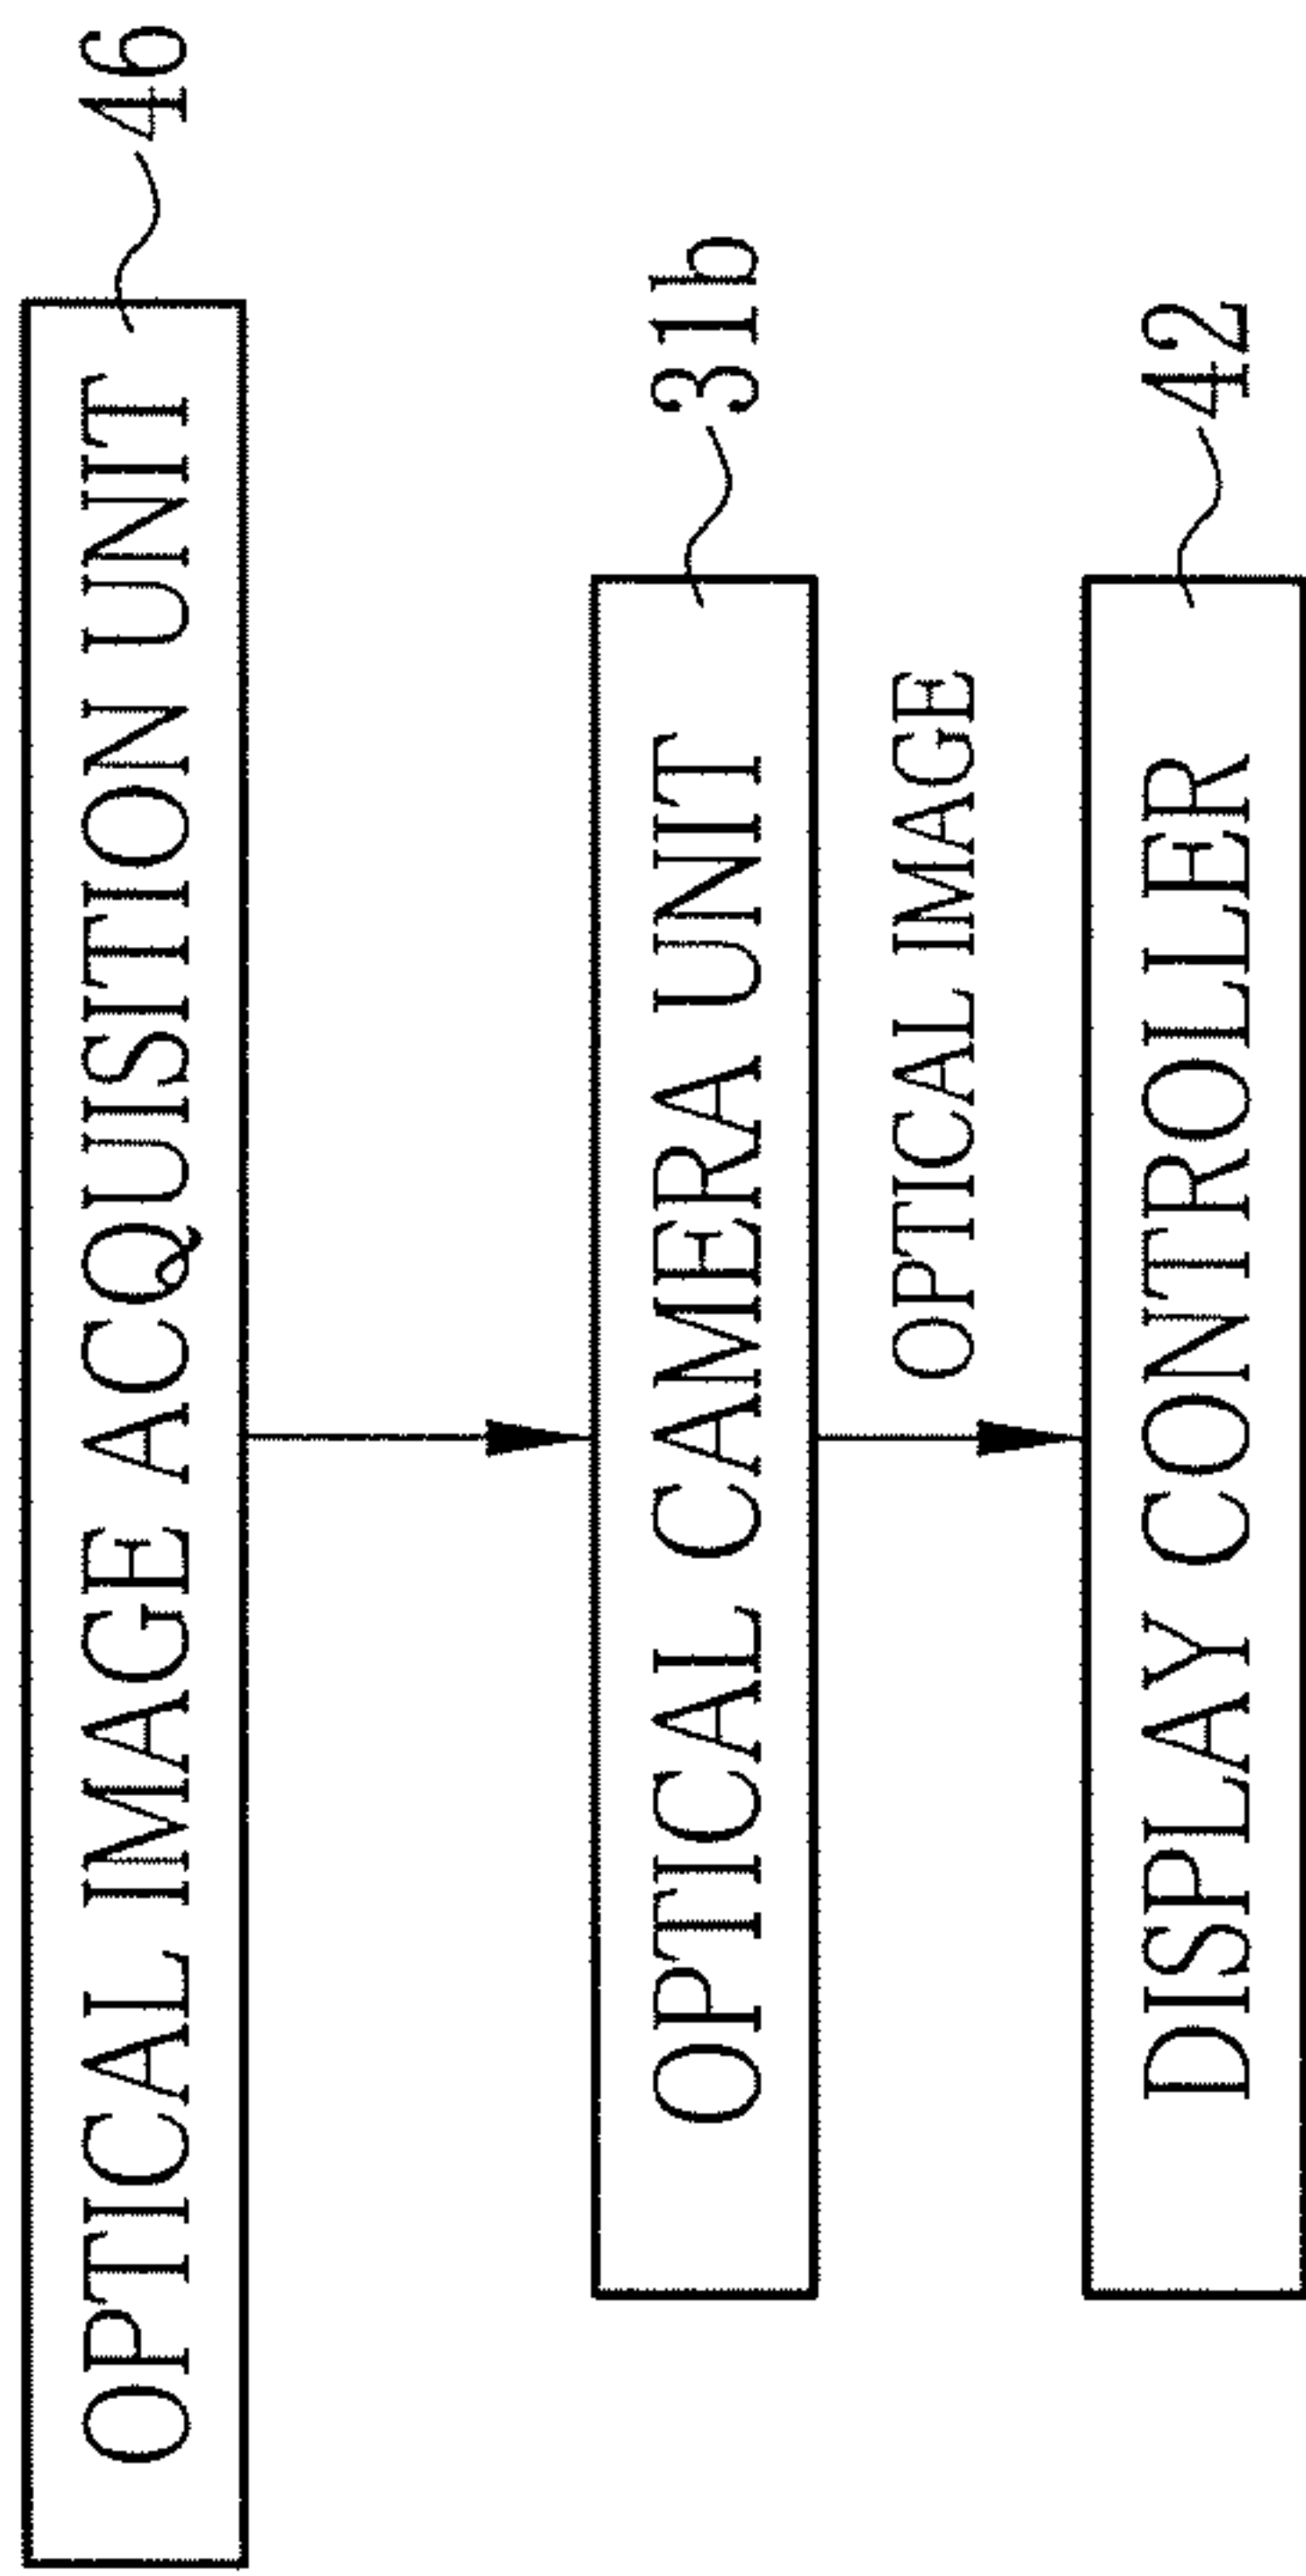 OPTICAL IMAGE ACQUISITION UNIT
46
OPTICAL CAMERA UNIT
31b
OPTICAL IMAGE
DISPLAY CONTROLLER
42